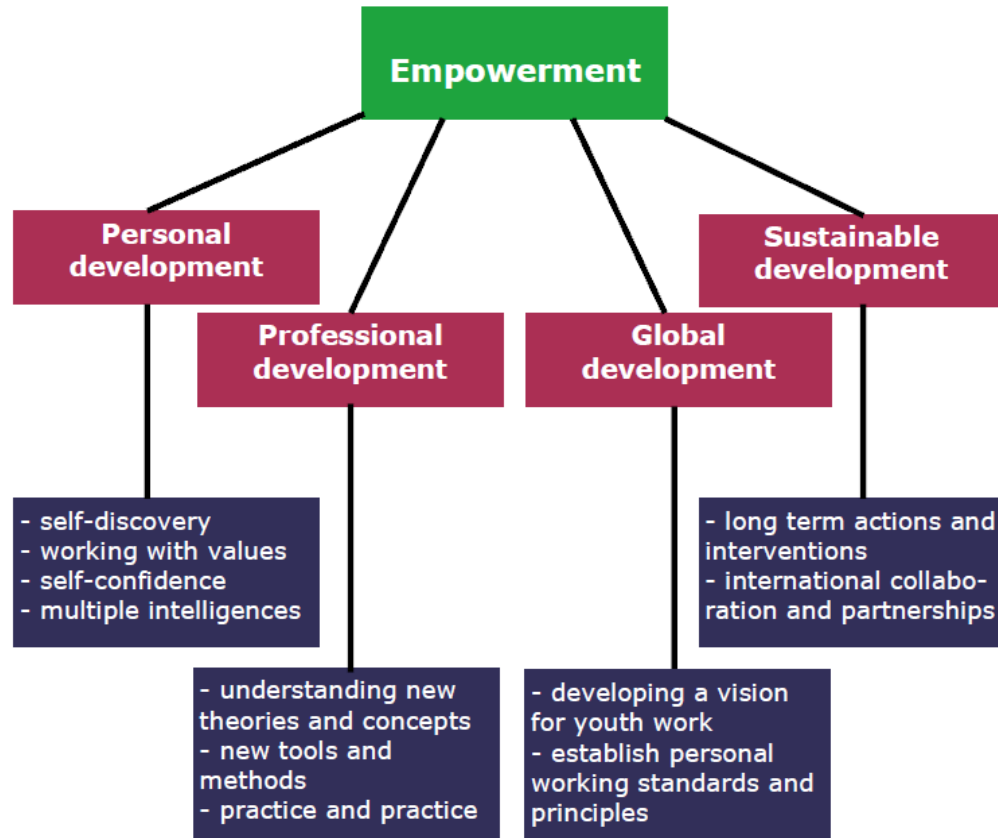 Empowerment
Personal
development
Sustainable
development
Professional
development
Global
development
- self-discovery
- working with values
- self-confidence
- multiple intelligences
- long term actions and
interventions
- international collabo-
ration and partnerships
- understanding new
theories and concepts
- new tools and
methods
- practice and practice
- developing a vision
for youth work
- establish personal
working standards and
principles